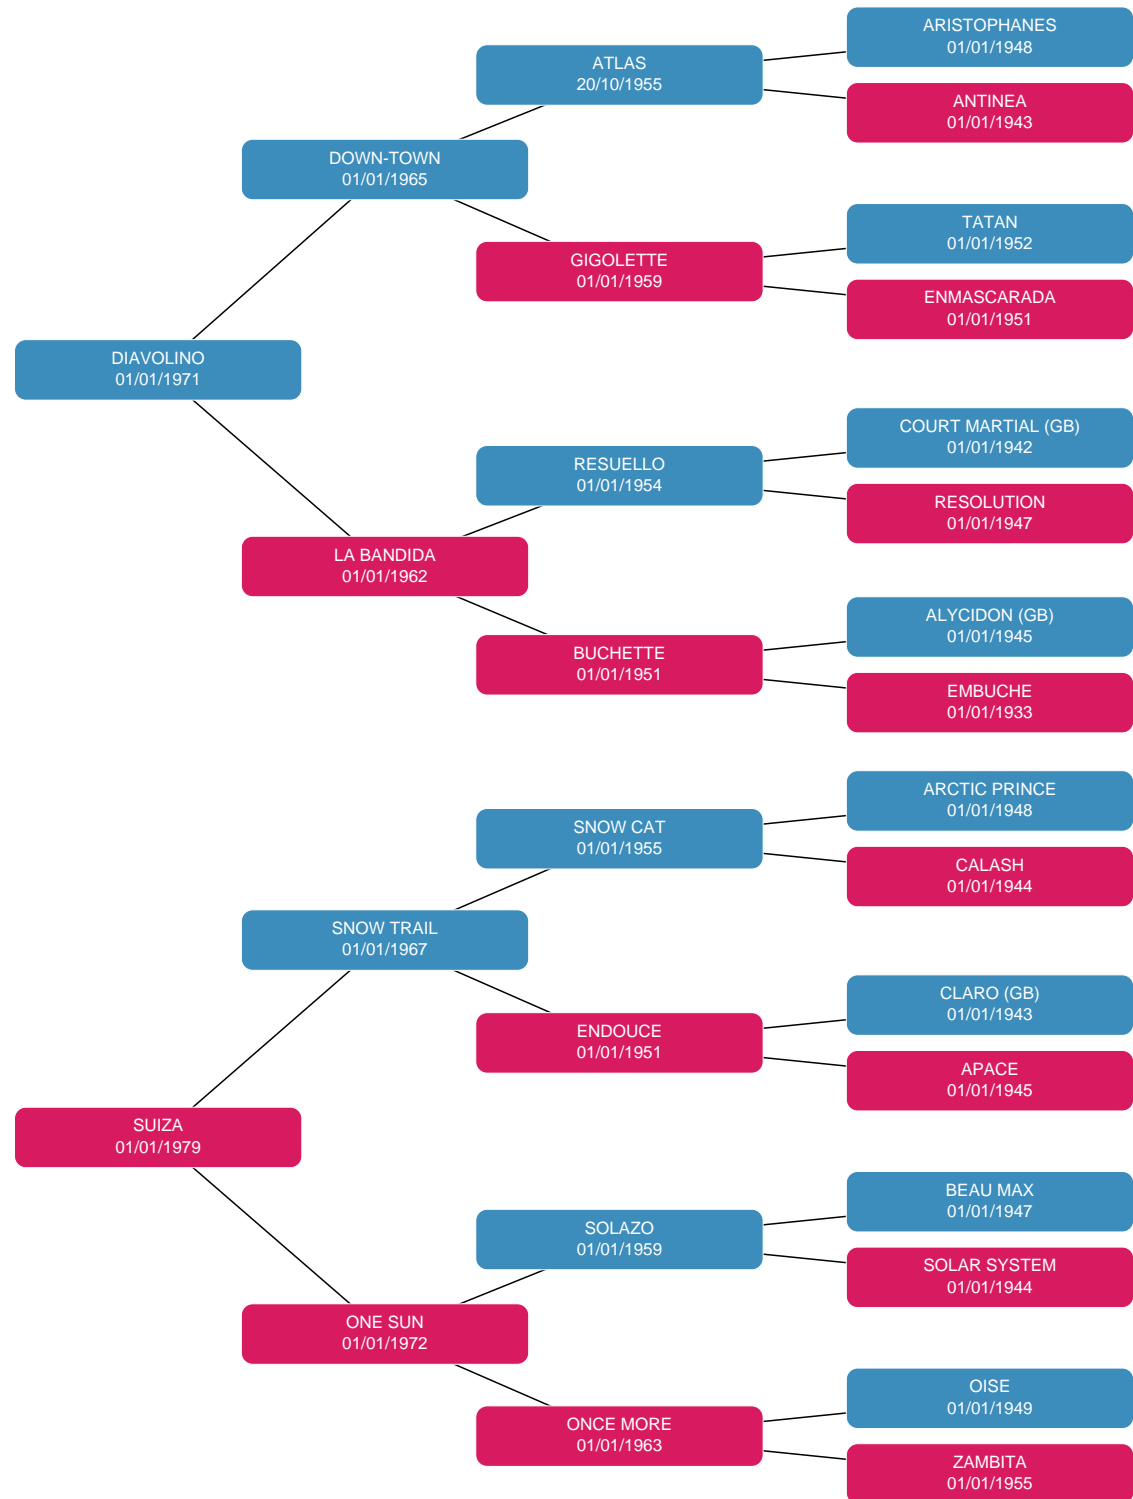 ARISTOPHANES
01/01/1948
ATLAS
20/10/1955
ANTINEA
01/01/1943
DOWN-TOWN
01/01/1965
TATAN
01/01/1952
GIGOLETTE
01/01/1959
ENMASCARADA
01/01/1951
DIAVOLINO
01/01/1971
COURT MARTIAL (GB)
01/01/1942
RESUELLO
01/01/1954
RESOLUTION
01/01/1947
LA BANDIDA
01/01/1962
ALYCIDON (GB)
01/01/1945
BUCHETTE
01/01/1951
EMBUCHE
01/01/1933
ARCTIC PRINCE
01/01/1948
SNOW CAT
01/01/1955
CALASH
01/01/1944
SNOW TRAIL
01/01/1967
CLARO (GB)
01/01/1943
ENDOUCE
01/01/1951
APACE
01/01/1945
SUIZA
01/01/1979
BEAU MAX
01/01/1947
SOLAZO
01/01/1959
SOLAR SYSTEM
01/01/1944
ONE SUN
01/01/1972
OISE
01/01/1949
ONCE MORE
01/01/1963
ZAMBITA
01/01/1955